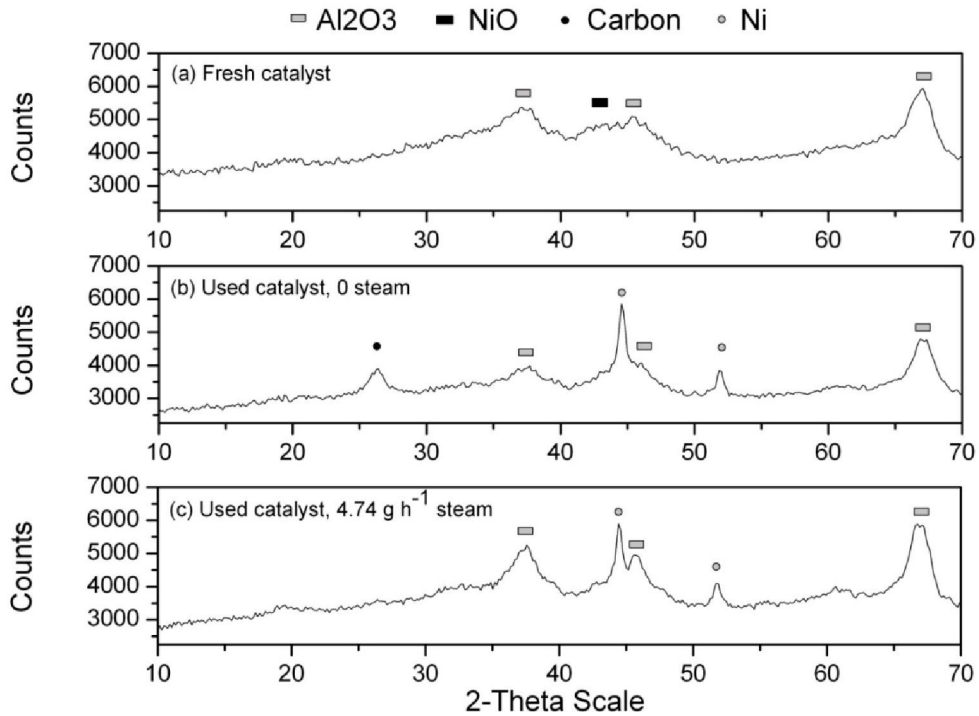 Al2O3 NiO Carbon Ni
(a) Fresh catalyst
Counts
7000
6000
5000
4000
3000
10 20 30 40 50 60 70
(b) Used catalyst, 0 steam
Counts
7000
6000
5000
4000
3000
10 20 30 40 50 60 70
(c) Used catalyst, 4.74 g h⁻¹ steam
Counts
7000
6000
5000
4000
3000
10 20 30 40 50 60 70
2-Theta Scale